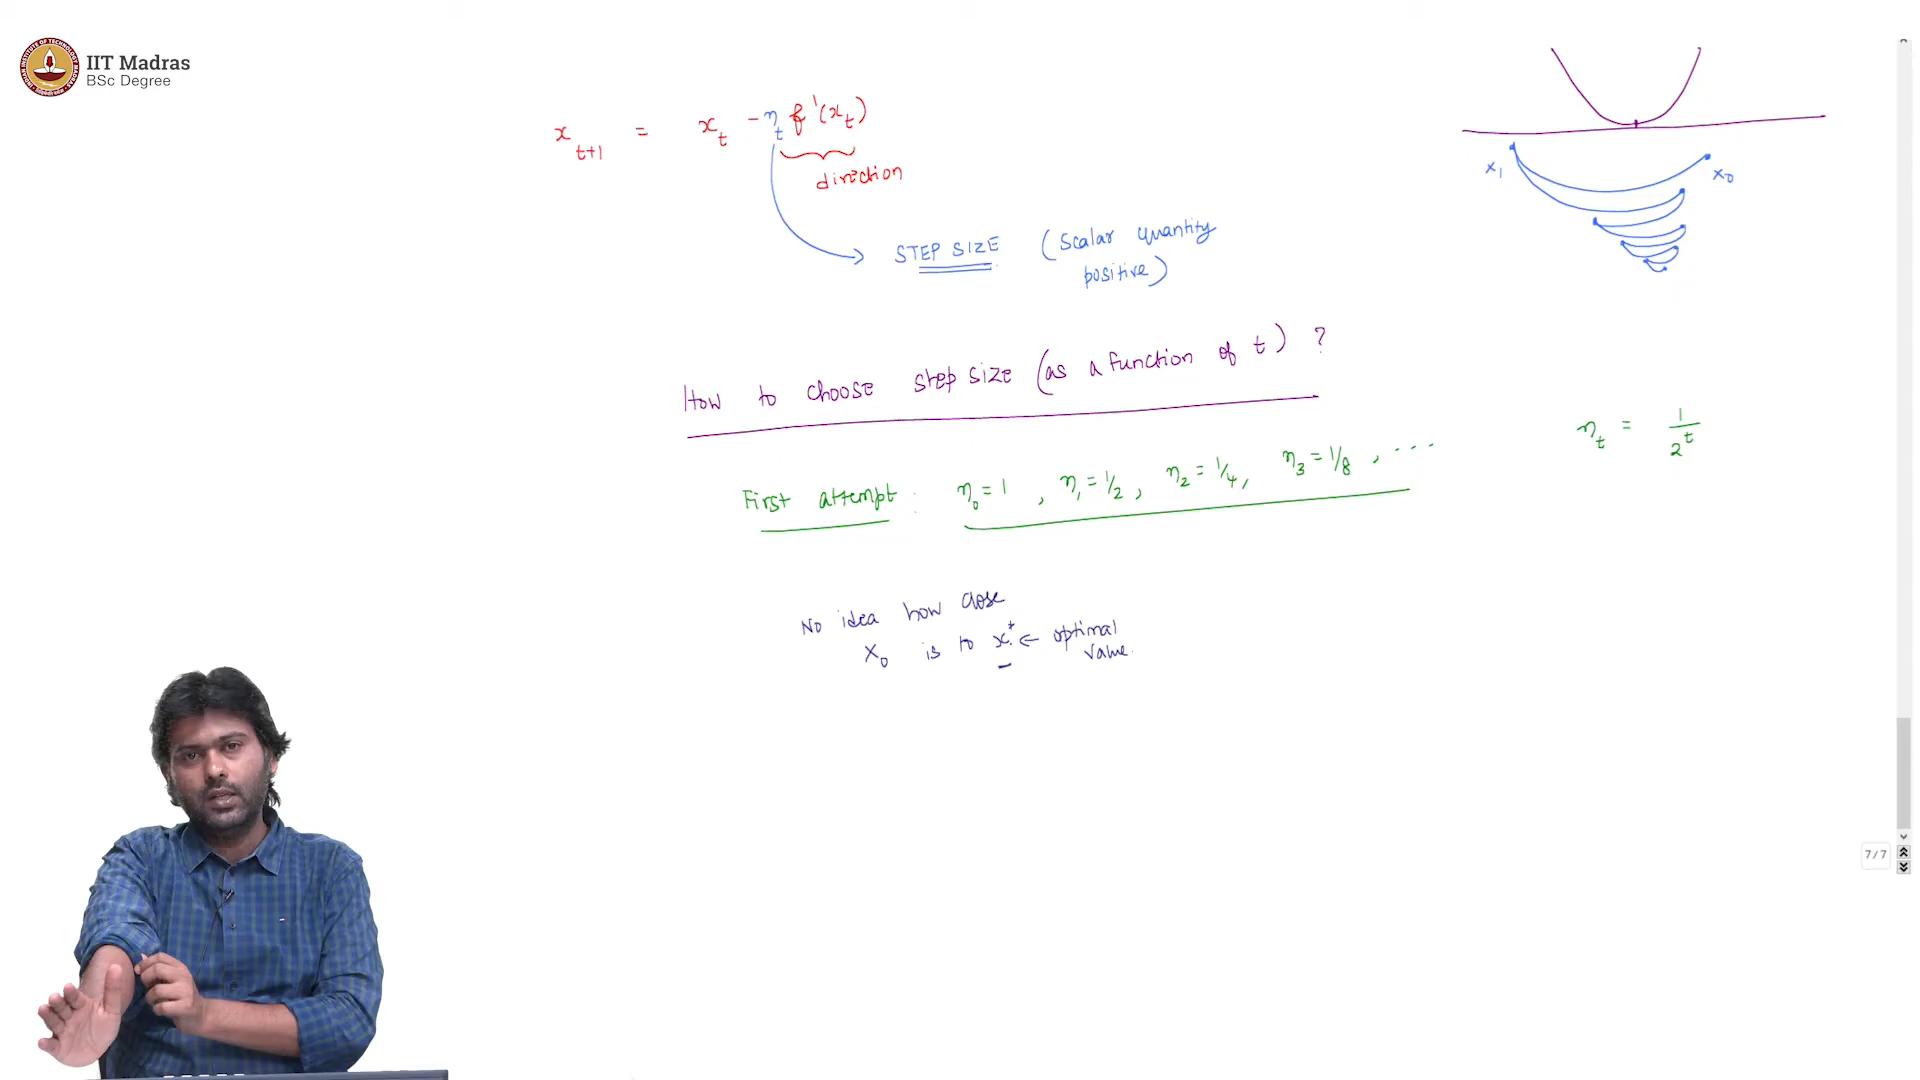 IIT Madras
BSc Degree
x_{t+1} = x_t - η_t f'(x_t)
direction
STEP SIZE (Scalar quantity
positive)
x_1
x_0
How to choose step size (as a function of t) ?
First attempt : η_0 = 1 , η_1 = 1/2 , η_2 = 1/4, η_3 = 1/8 , ....
η_t = 1/2^t
No idea how close
x_0 is to x* ← optimal
value.
7 / 7